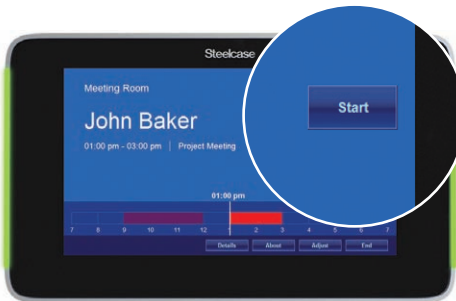 Steelcase
Meeting Room
John Baker
01:00 pm - 03:00 pm | Project Meeting
Start
01:00 pm
7 8 9 10 11 12 1 2 3 4 5 6 7
Details About Adjust End